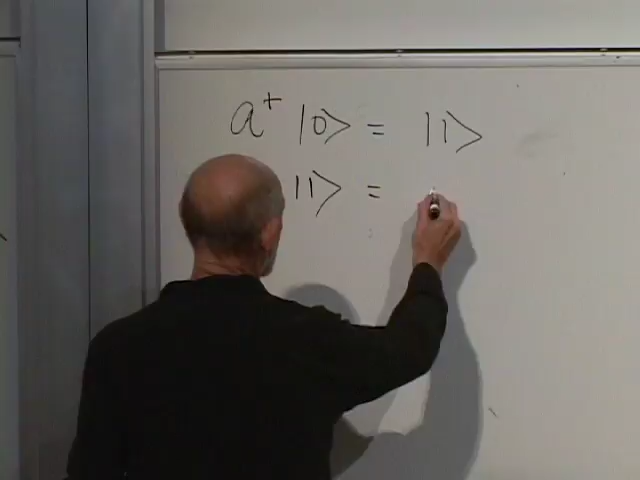 a⁺ |0⟩ = |1⟩
|1⟩ =